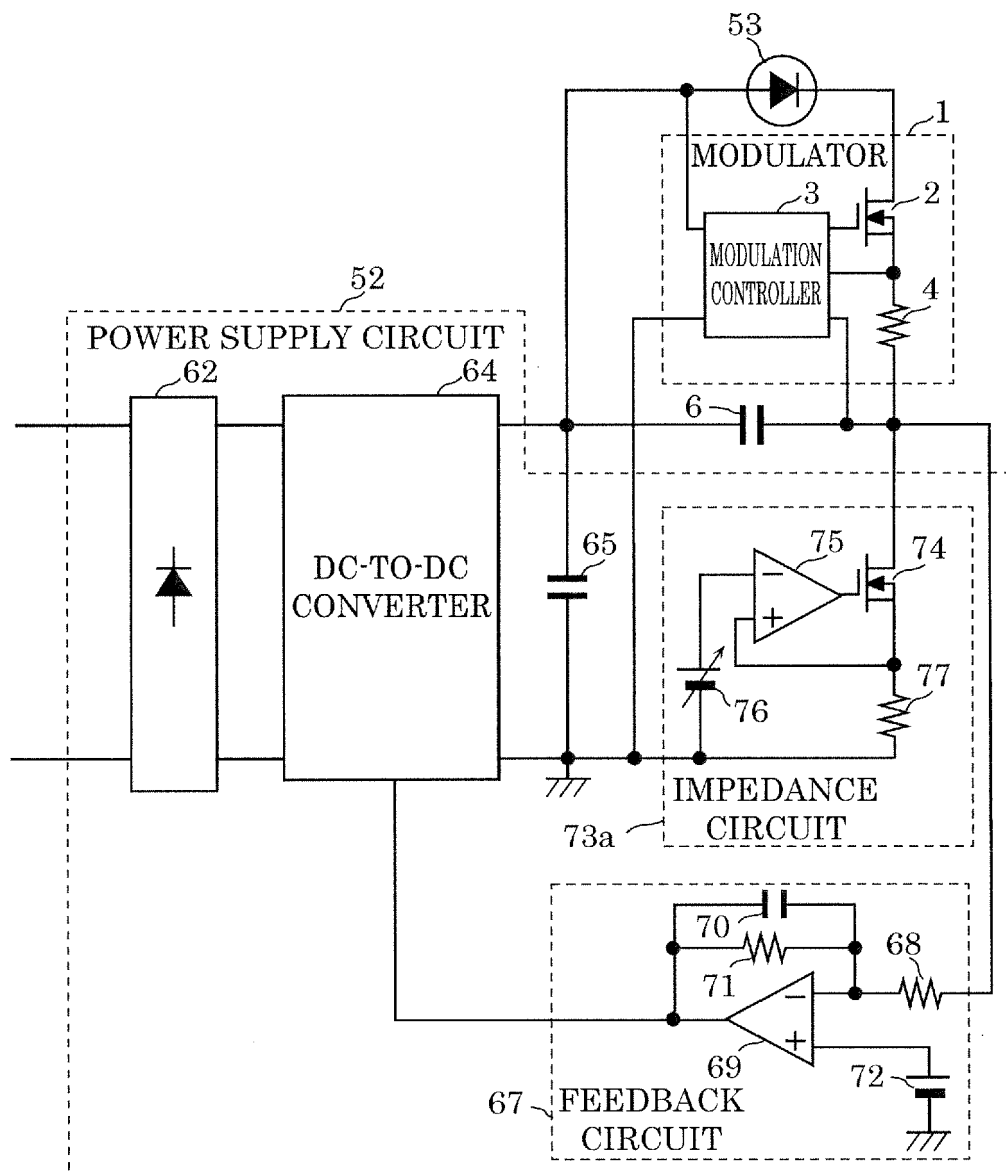 53
1
MODULATOR
3
2
MODULATION
CONTROLLER
4
52
POWER SUPPLY CIRCUIT
62
64
6
DC-TO-DC
CONVERTER
65
75
74
−
+
76
77
IMPEDANCE
CIRCUIT
73a
70
71
68
−
+
69
72
67
FEEDBACK
CIRCUIT